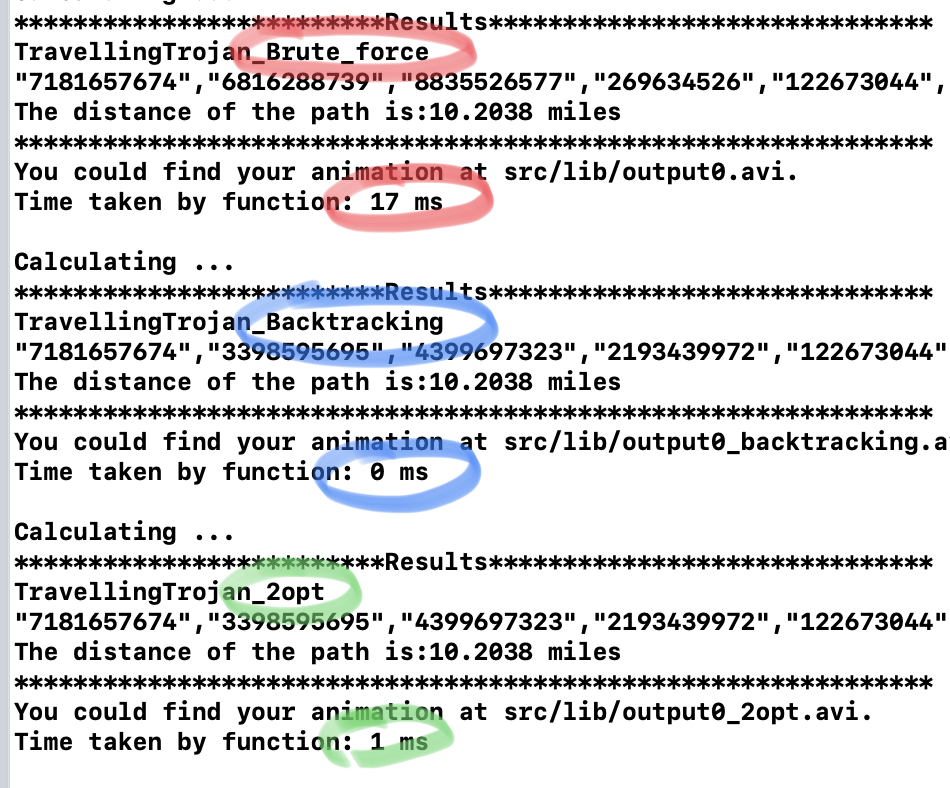 *************************Results******************************
TravellingTrojan_Brute_force
"7181657674","6816288739","8835526577","269634526","122673044",
The distance of the path is:10.2038 miles
**************************************************************
You could find your animation at src/lib/output0.avi.
Time taken by function: 17 ms
Calculating ...
*************************Results******************************
TravellingTrojan_Backtracking
"7181657674","3398595695","4399697323","2193439972","122673044"
The distance of the path is:10.2038 miles
**************************************************************
You could find your animation at src/lib/output0_backtracking.a
Time taken by function: 0 ms
Calculating ...
*************************Results******************************
TravellingTrojan_2opt
"7181657674","3398595695","4399697323","2193439972","122673044"
The distance of the path is:10.2038 miles
**************************************************************
You could find your animation at src/lib/output0_2opt.avi.
Time taken by function: 1 ms